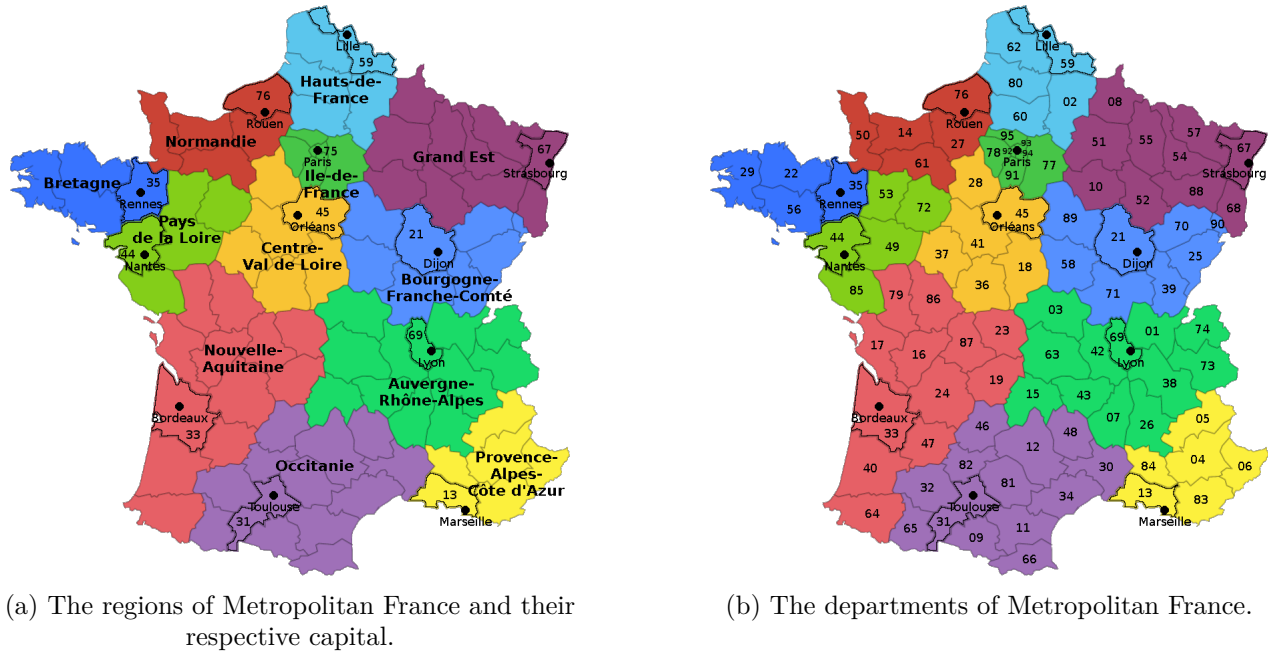 Lille
59
Hauts-de-
France
76
Rouen
Normandie
75
Paris
Ile-de-
France
Grand Est
67
Strasbourg
Bretagne
35
Rennes
Pays
de la Loire
44
Nantes
45
Orléans
Centre-
Val de Loire
21
Dijon
Bourgogne-
Franche-Comté
69
Lyon
Nouvelle-
Aquitaine
Auvergne-
Rhône-Alpes
Bordeaux
33
Occitanie
Toulouse
31
Provence-
Alpes-
Côte d'Azur
13
Marseille
(a) The regions of Metropolitan France and their
respective capital.
62
Lille
59
80
02
60
76
Rouen
50
14
27
61
95
78
92
93
94
Paris
91
77
08
51
55
57
54
67
Strasbourg
10
52
88
68
29
22
35
Rennes
56
53
72
44
Nantes
49
85
28
45
Orléans
41
37
18
36
89
21
Dijon
70
90
25
58
71
39
79
86
17
16
87
23
19
24
Bordeaux
33
47
40
64
03
63
42
69
Lyon
01
74
73
38
15
43
07
26
46
12
48
82
81
30
32
Toulouse
31
34
65
09
11
66
05
04
06
84
13
83
Marseille
(b) The departments of Metropolitan France.